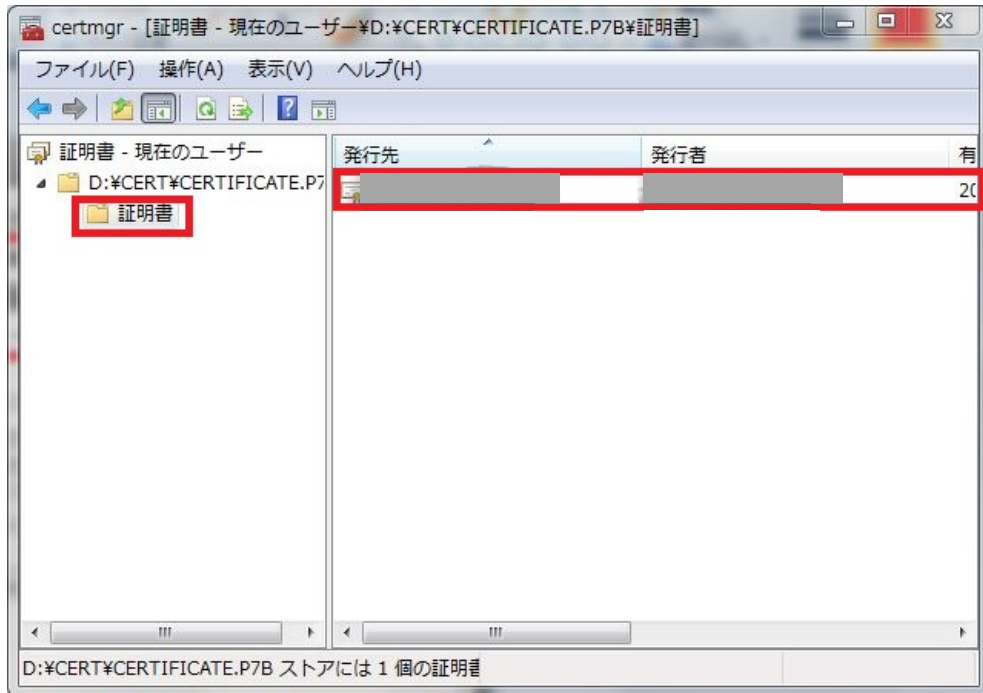 certmgr - [証明書 - 現在のユーザー¥D:¥CERT¥CERTIFICATE.P7B¥証明書]
ファイル(F) 操作(A) 表示(V) ヘルプ(H)
証明書 - 現在のユーザー
D:¥CERT¥CERTIFICATE.P7
証明書
発行先 発行者 有
20
D:¥CERT¥CERTIFICATE.P7B ストアには 1 個の証明書